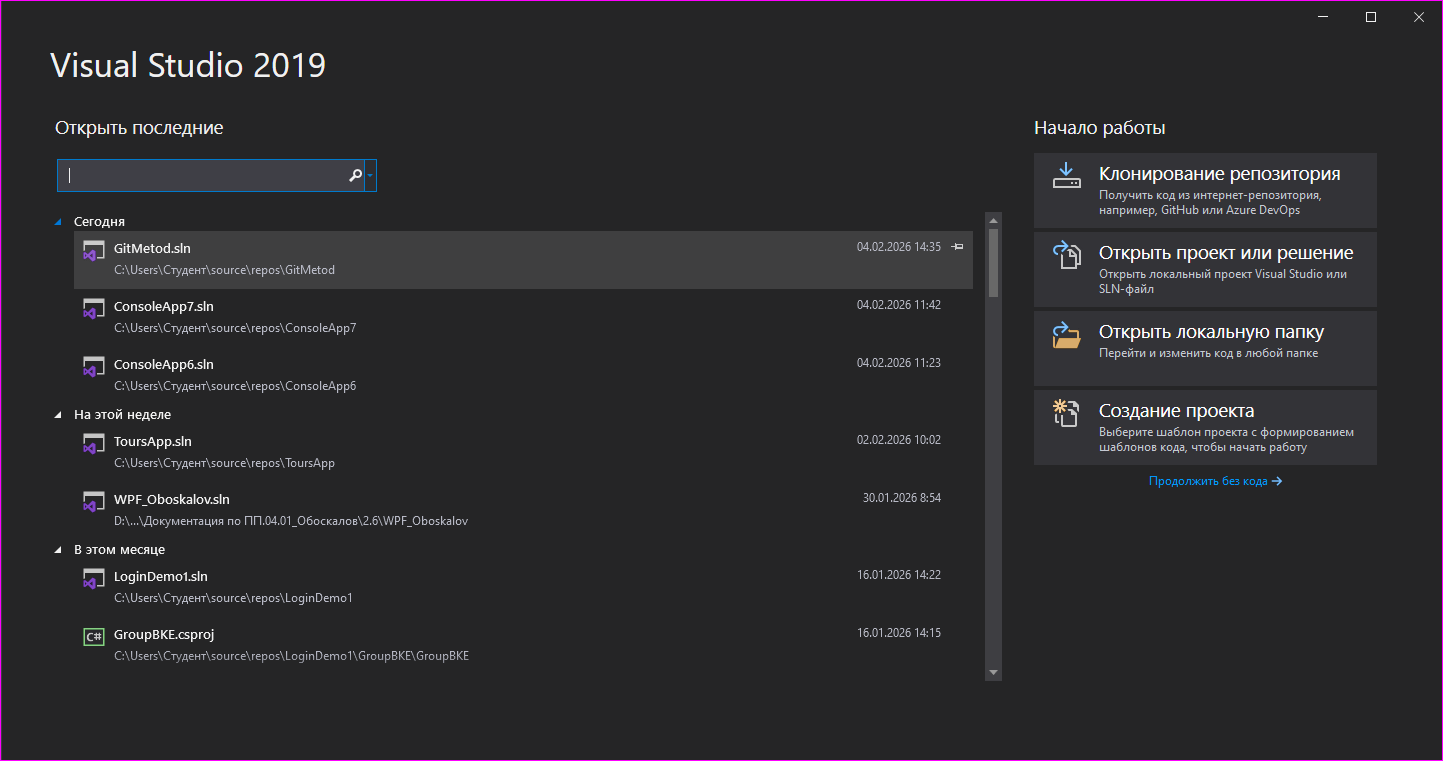 Visual Studio 2019
Открыть последние
Сегодня
GitMetod.sln 04.02.2026 14:35
C:\Users\Студент\source\repos\GitMetod
ConsoleApp7.sln 04.02.2026 11:42
C:\Users\Студент\source\repos\ConsoleApp7
ConsoleApp6.sln 04.02.2026 11:23
C:\Users\Студент\source\repos\ConsoleApp6
На этой неделе
ToursApp.sln 02.02.2026 10:02
C:\Users\Студент\source\repos\ToursApp
WPF_Oboskalov.sln 30.01.2026 8:54
D:\...\Документация по ПП.04.01_Обоскалов\2.6\WPF_Oboskalov
В этом месяце
LoginDemo1.sln 16.01.2026 14:22
C:\Users\Студент\source\repos\LoginDemo1
C# GroupBKE.csproj 16.01.2026 14:15
C:\Users\Студент\source\repos\LoginDemo1\GroupBKE\GroupBKE
Начало работы
Клонирование репозитория
Получить код из интернет-репозитория,
например, GitHub или Azure DevOps
Открыть проект или решение
Открыть локальный проект Visual Studio или
SLN-файл
Открыть локальную папку
Перейти и изменить код в любой папке
Создание проекта
Выберите шаблон проекта с формированием
шаблонов кода, чтобы начать работу
Продолжить без кода →